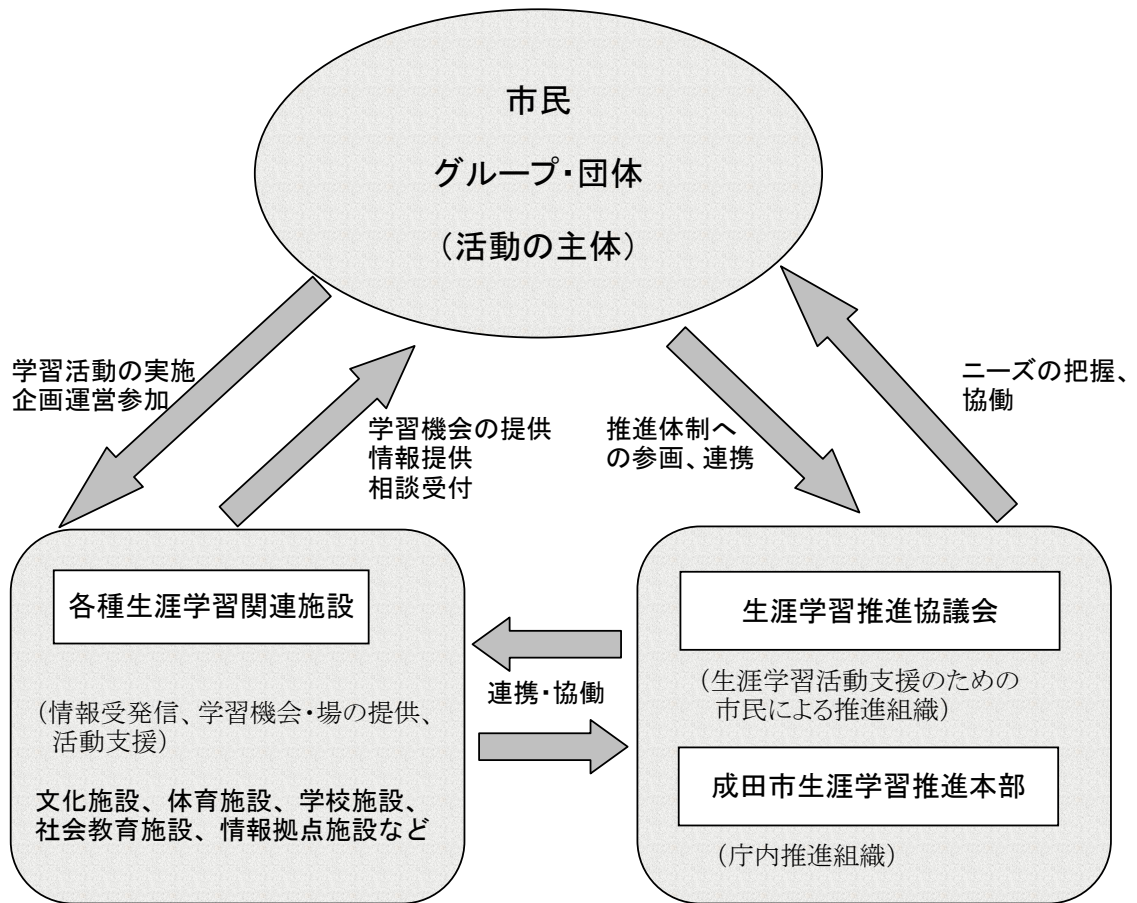 市民
グループ・団体
（活動の主体）
学習活動の実施
企画運営参加
学習機会の提供
情報提供
相談受付
推進体制へ
の参画、連携
ニーズの把握、
協働
各種生涯学習関連施設
（情報受発信、学習機会・場の提供、
活動支援）
文化施設、体育施設、学校施設、
社会教育施設、情報拠点施設など
連携・協働
生涯学習推進協議会
（生涯学習活動支援のための
市民による推進組織）
成田市生涯学習推進本部
（庁内推進組織）